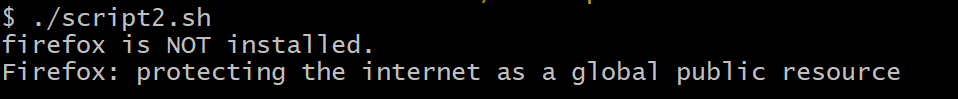 $ ./script2.sh
firefox is NOT installed.
Firefox: protecting the internet as a global public resource